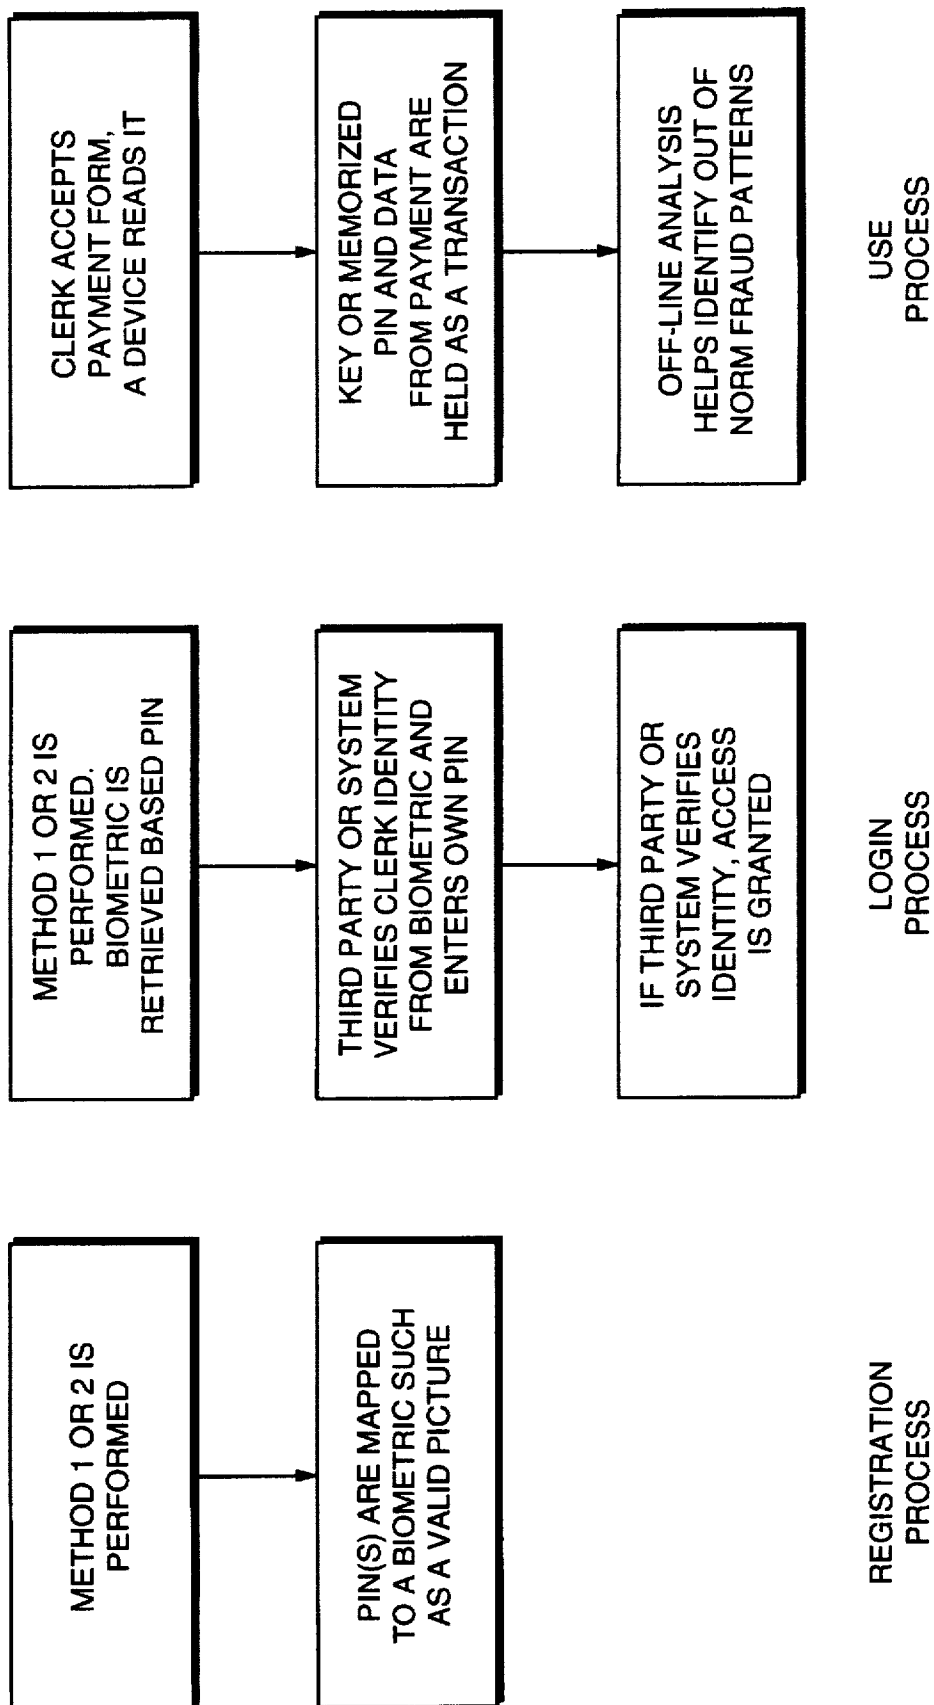 METHOD 1 OR 2 IS
PERFORMED
PIN(S) ARE MAPPED
TO A BIOMETRIC SUCH
AS A VALID PICTURE
REGISTRATION
PROCESS
METHOD 1 OR 2 IS
PERFORMED.
BIOMETRIC IS
RETRIEVED BASED PIN
THIRD PARTY OR SYSTEM
VERIFIES CLERK IDENTITY
FROM BIOMETRIC AND
ENTERS OWN PIN
IF THIRD PARTY OR
SYSTEM VERIFIES
IDENTITY, ACCESS
IS GRANTED
LOGIN
PROCESS
CLERK ACCEPTS
PAYMENT FORM,
A DEVICE READS IT
KEY OR MEMORIZED
PIN AND DATA
FROM PAYMENT ARE
HELD AS A TRANSACTION
OFF-LINE ANALYSIS
HELPS IDENTIFY OUT OF
NORM FRAUD PATTERNS
USE
PROCESS